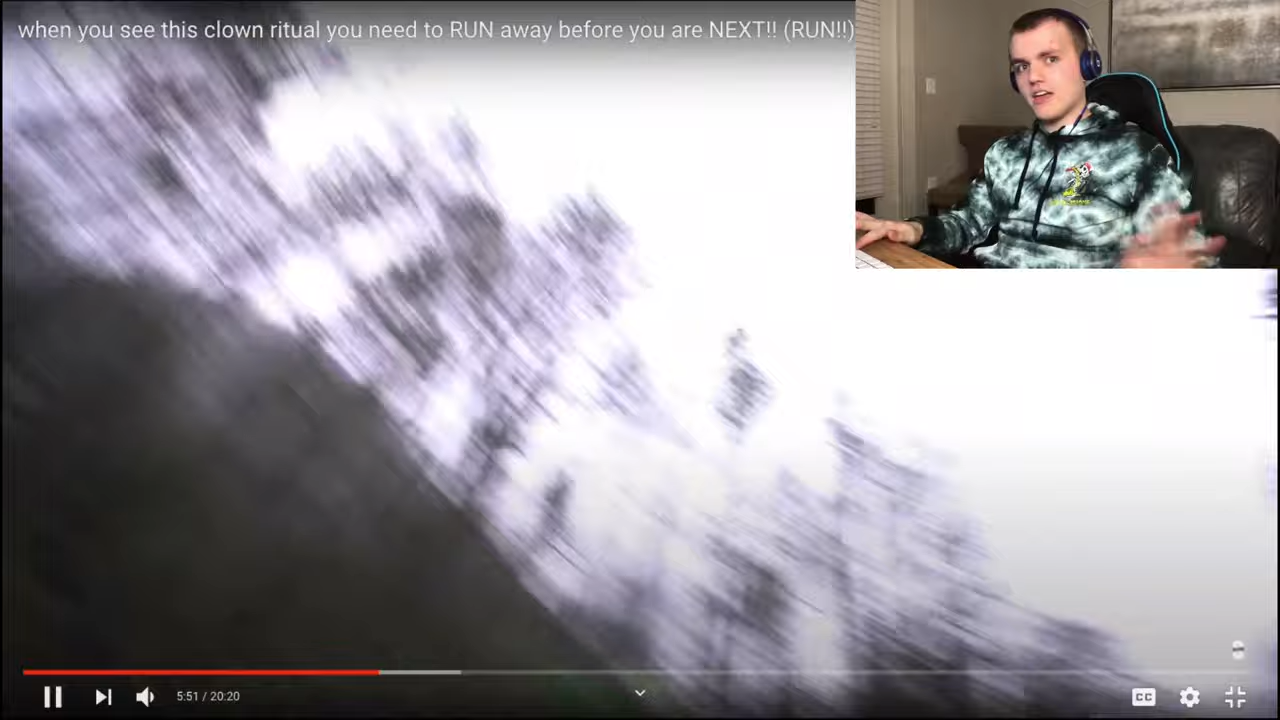 when you see this clown ritual you need to RUN away before you are NEXT!! (RUN!!)
5:51 / 20:20
CC